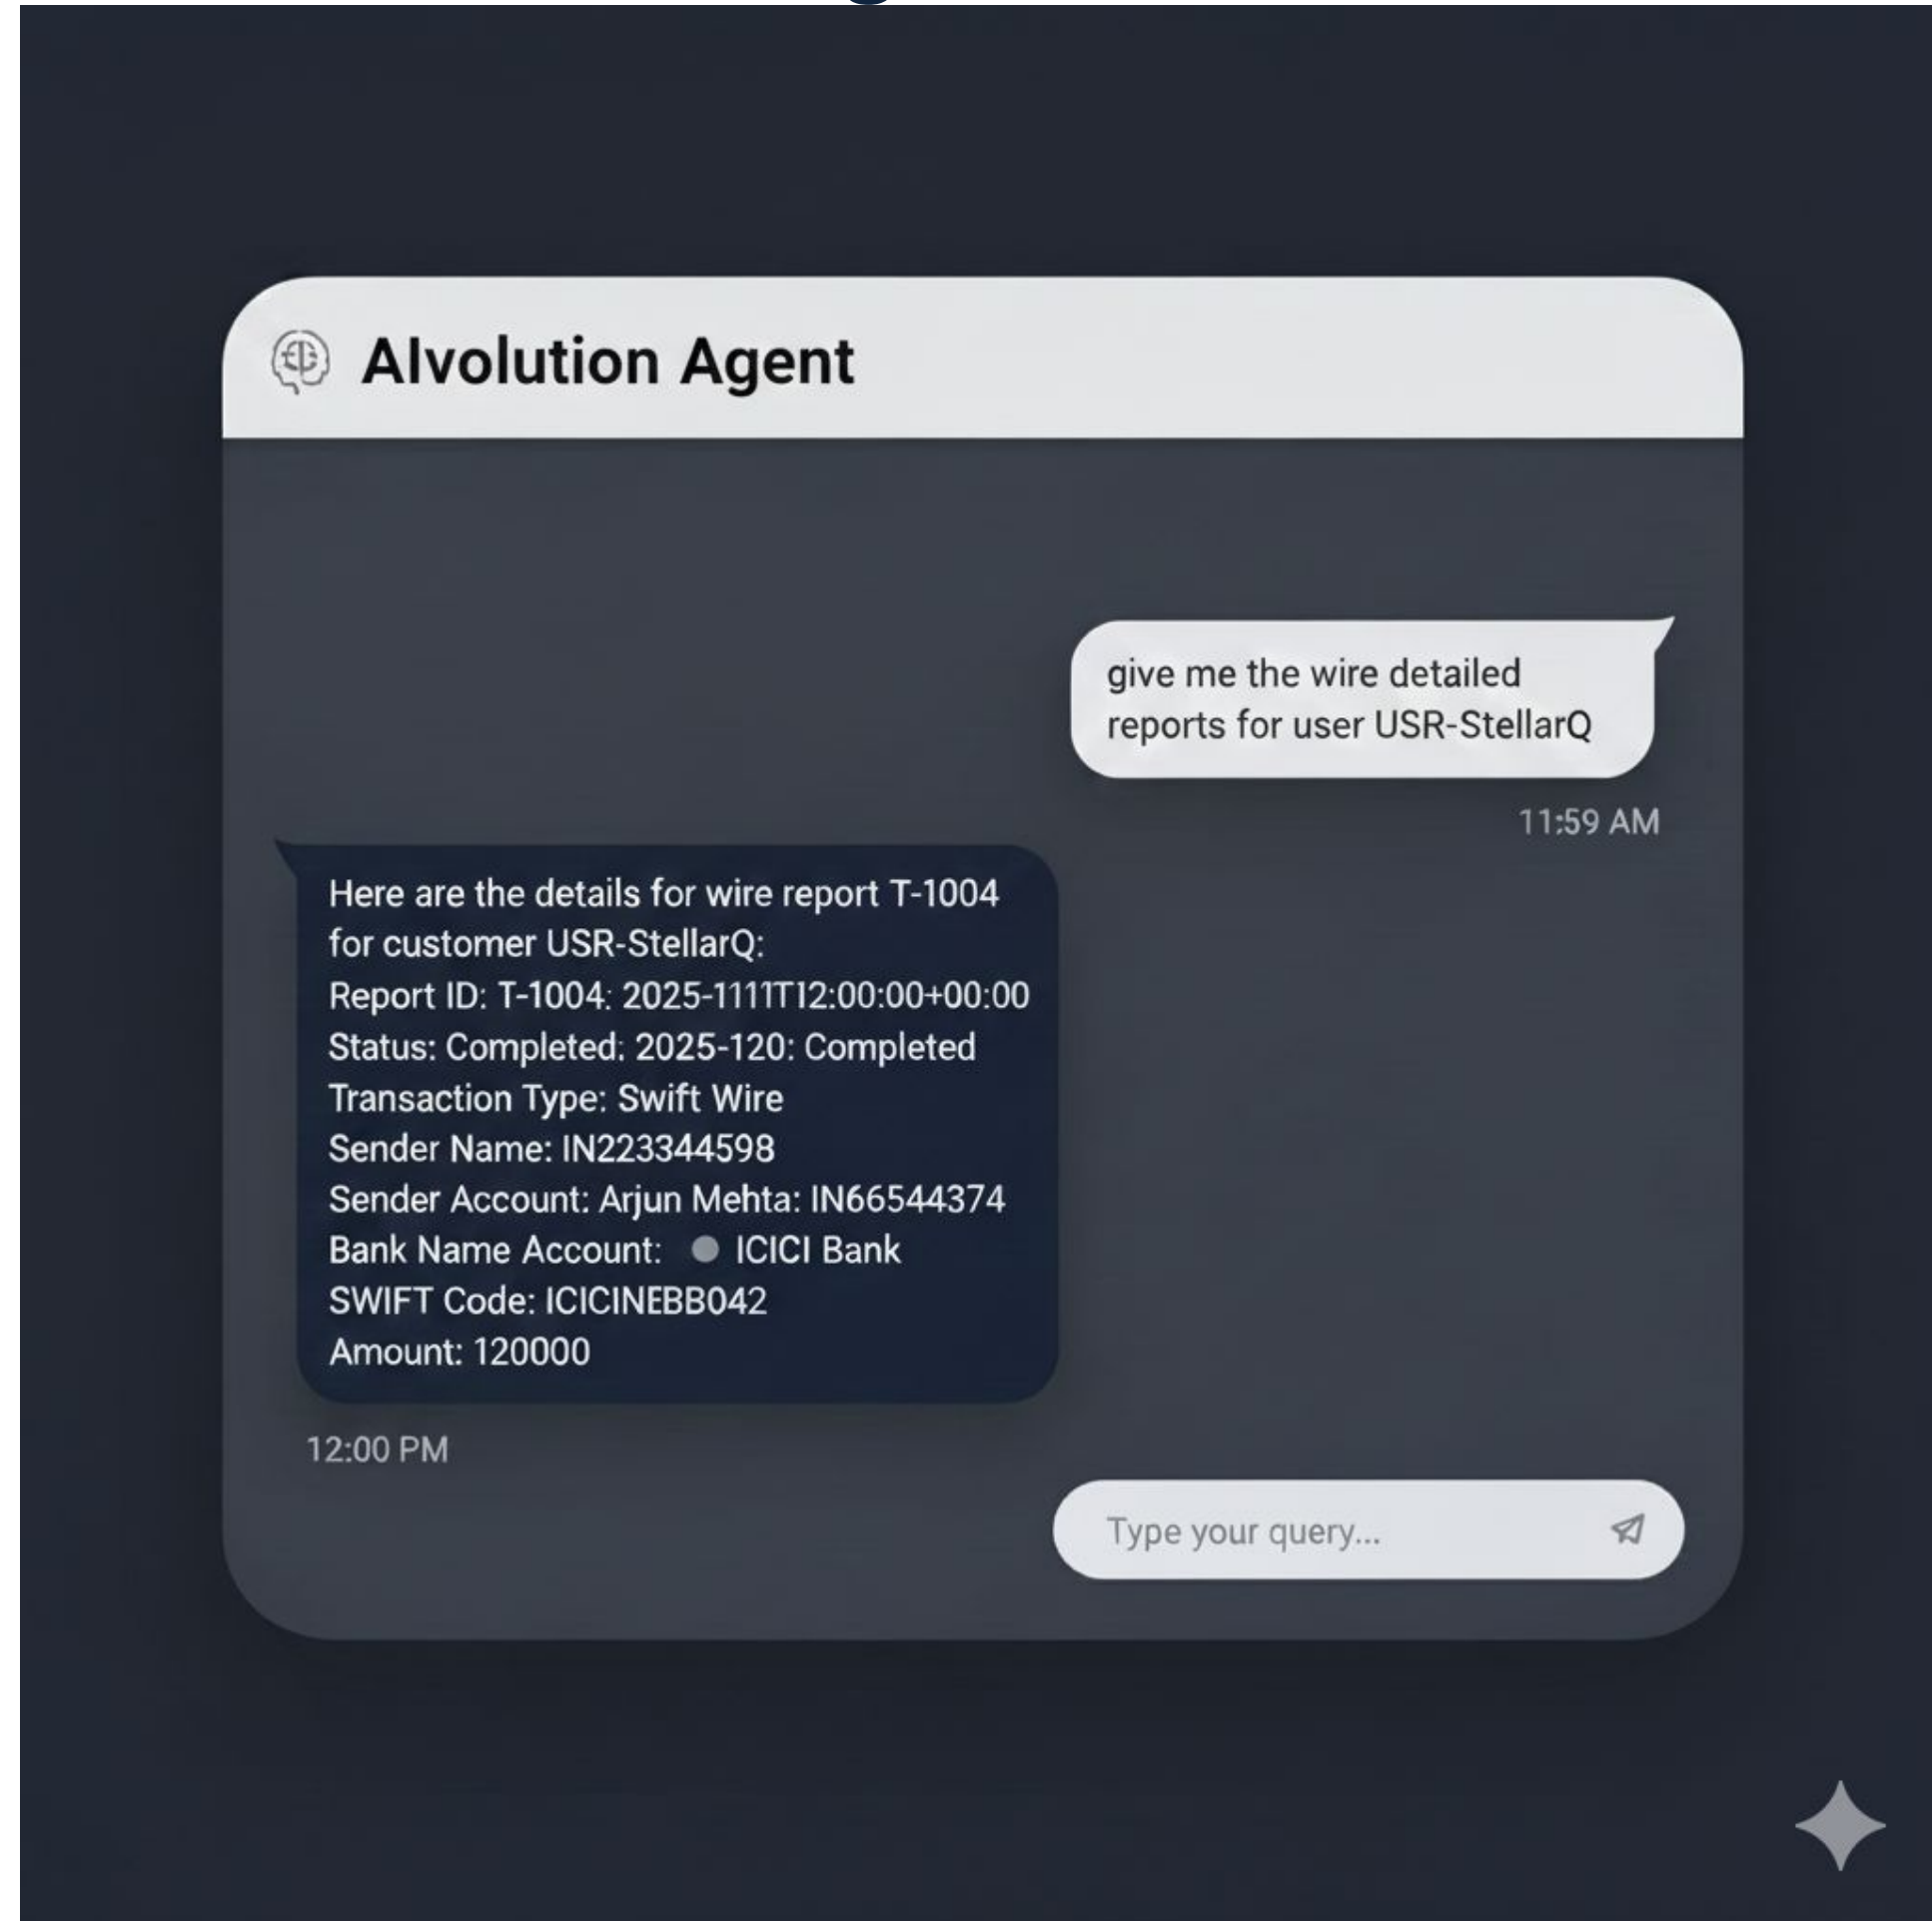 AIvolution Agent
give me the wire detailed
reports for user USR-StellarQ
11:59 AM
Here are the details for wire report T-1004
for customer USR-StellarQ:
Report ID: T-1004: 2025-1111T12:00:00+00:00
Status: Completed: 2025-120: Completed
Transaction Type: Swift Wire
Sender Name: IN223344598
Sender Account: Arjun Mehta: IN66544374
Bank Name Account: ICICI Bank
SWIFT Code: ICICINEBB042
Amount: 120000
12:00 PM
Type your query...